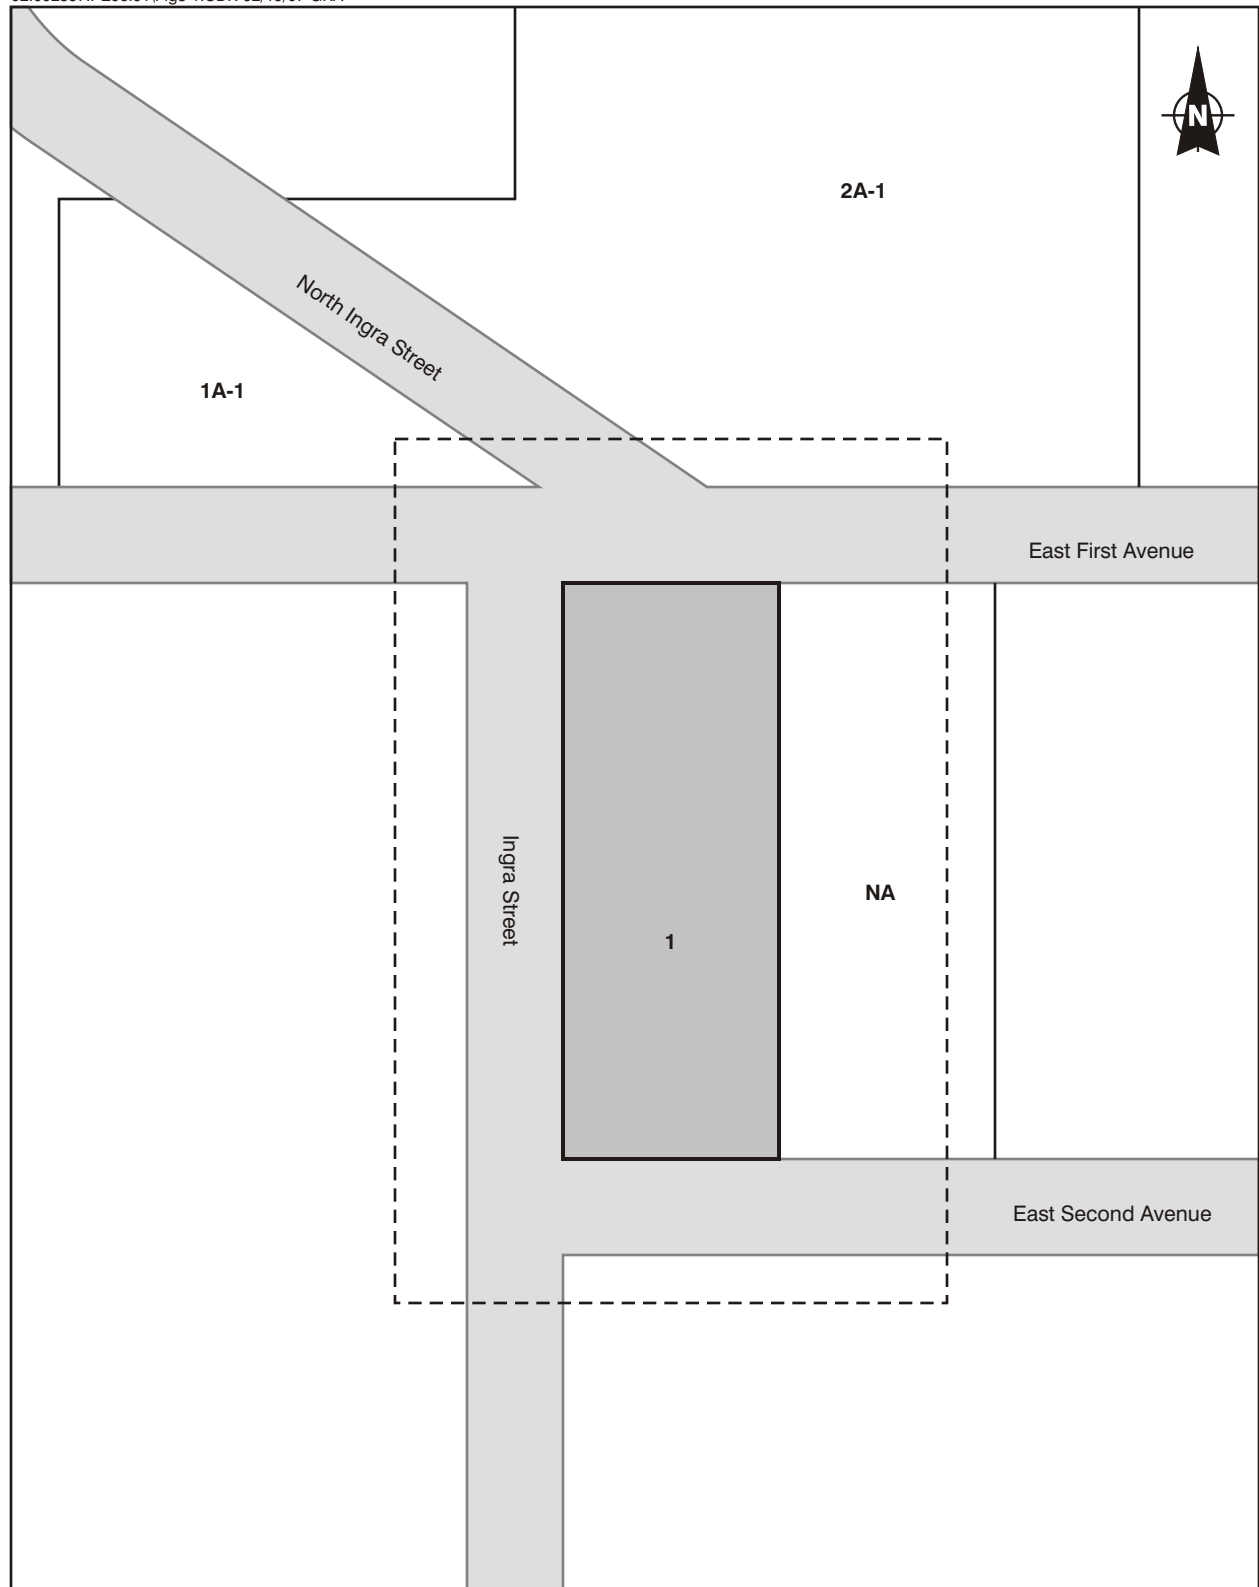 N
2A-1
North Ingra Street
1A-1
East First Avenue
Ingra Street
NA
1
East Second Avenue